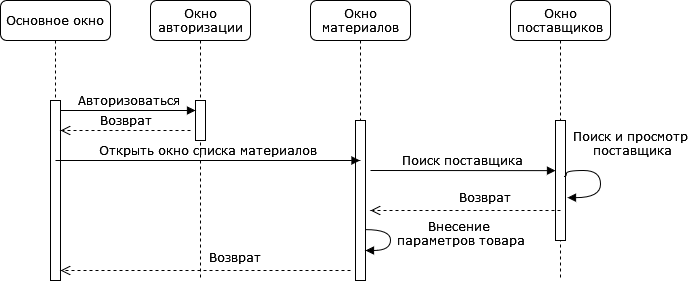 Основное окно
Окно
авторизации
Окно
материалов
Окно
поставщиков
Авторизоваться
Возврат
Поиск и просмотр
поставщика
Открыть окно списка материалов
Поиск поставщика
Возврат
Внесение
параметров товара
Возврат